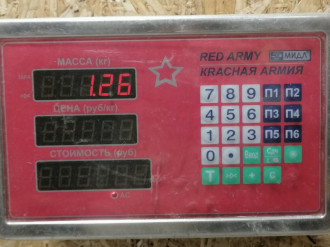 МАССА (кг)
1.26
ЦЕНА (руб/кг)
СТОИМОСТЬ (руб)
RED ARMY
МИДЛ
КРАСНАЯ АРМИЯ
7 8 9 П1 П2
4 5 6 П3 П4
1 2 3 П5 П6
0
T
+ C